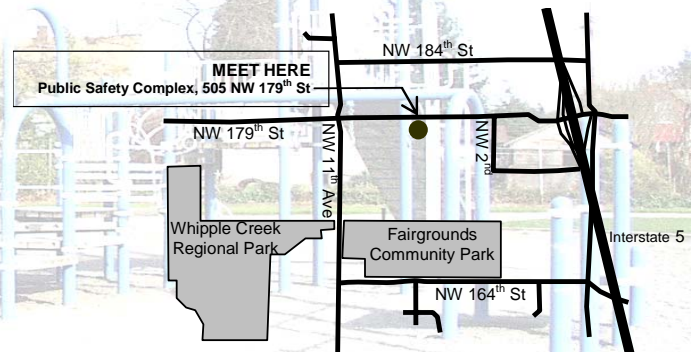 NW 184th St
MEET HERE
Public Safety Complex, 505 NW 179th St
NW 179th St
NW 11th Ave
NW 2nd
Whipple Creek
Regional Park
Fairgrounds
Community Park
Interstate 5
NW 164th St